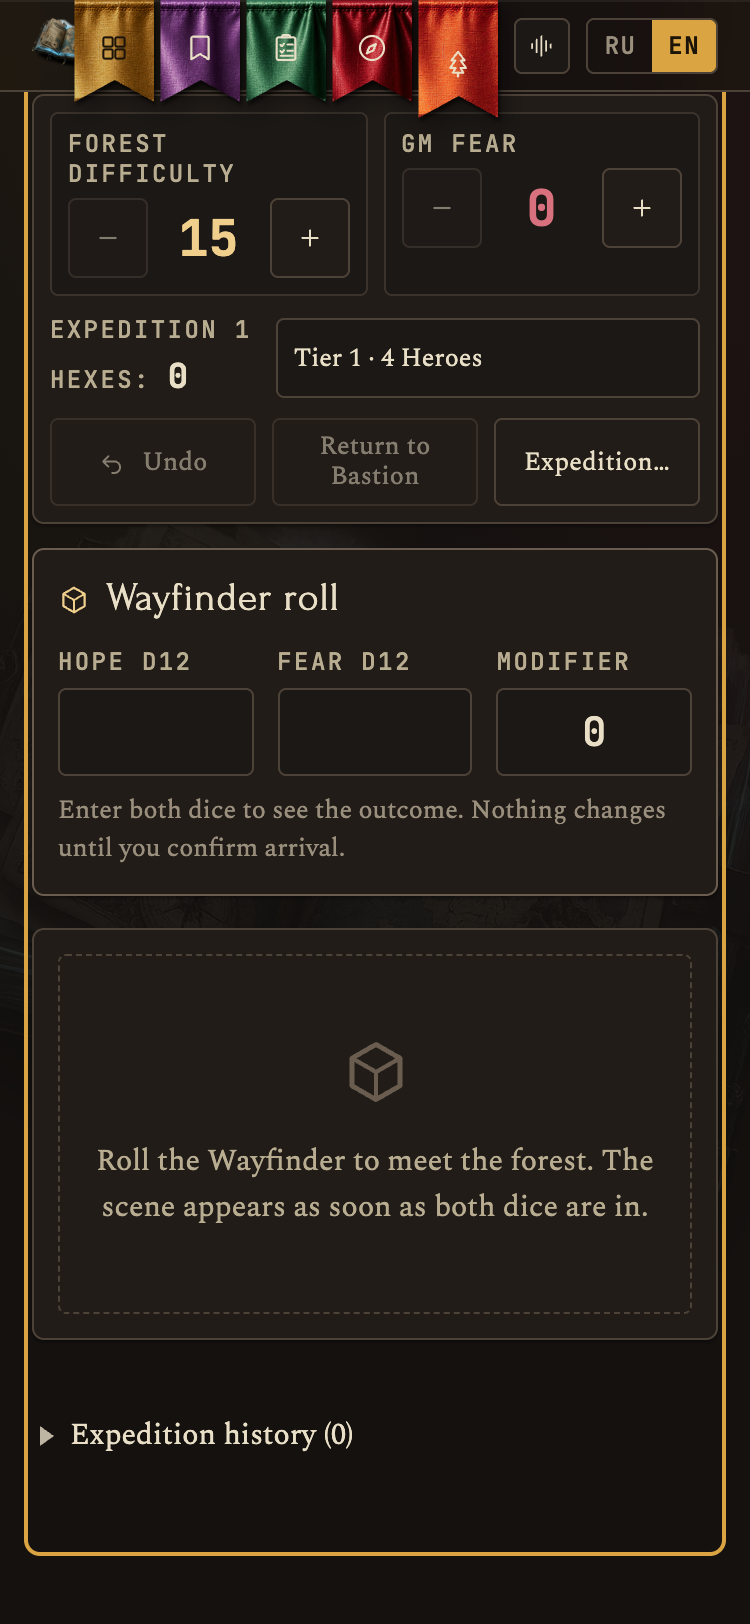 RU EN
FOREST
DIFFICULTY
− 15 +
GM FEAR
− 0 +
EXPEDITION 1
HEXES: 0
Tier 1 · 4 Heroes
Undo
Return to
Bastion
Expedition…
Wayfinder roll
HOPE D12 FEAR D12 MODIFIER
0
Enter both dice to see the outcome. Nothing changes
until you confirm arrival.
Roll the Wayfinder to meet the forest. The
scene appears as soon as both dice are in.
Expedition history (0)